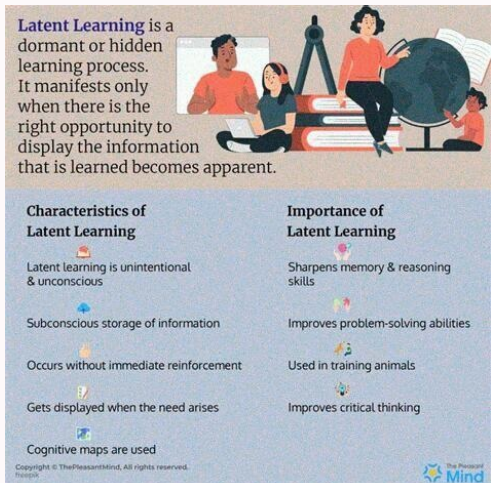 Latent Learning is a
dormant or hidden
learning process.
It manifests only
when there is the
right opportunity to
display the information
that is learned becomes apparent.
Characteristics of
Latent Learning
Latent learning is unintentional
& unconscious
Subconscious storage of information
Occurs without immediate reinforcement
Gets displayed when the need arises
Cognitive maps are used
Importance of
Latent Learning
Sharpens memory & reasoning
skills
Improves problem-solving abilities
Used in training animals
Improves critical thinking
Copyright © ThePleasantMind, All rights reserved.
freepik
The Pleasant
Mind